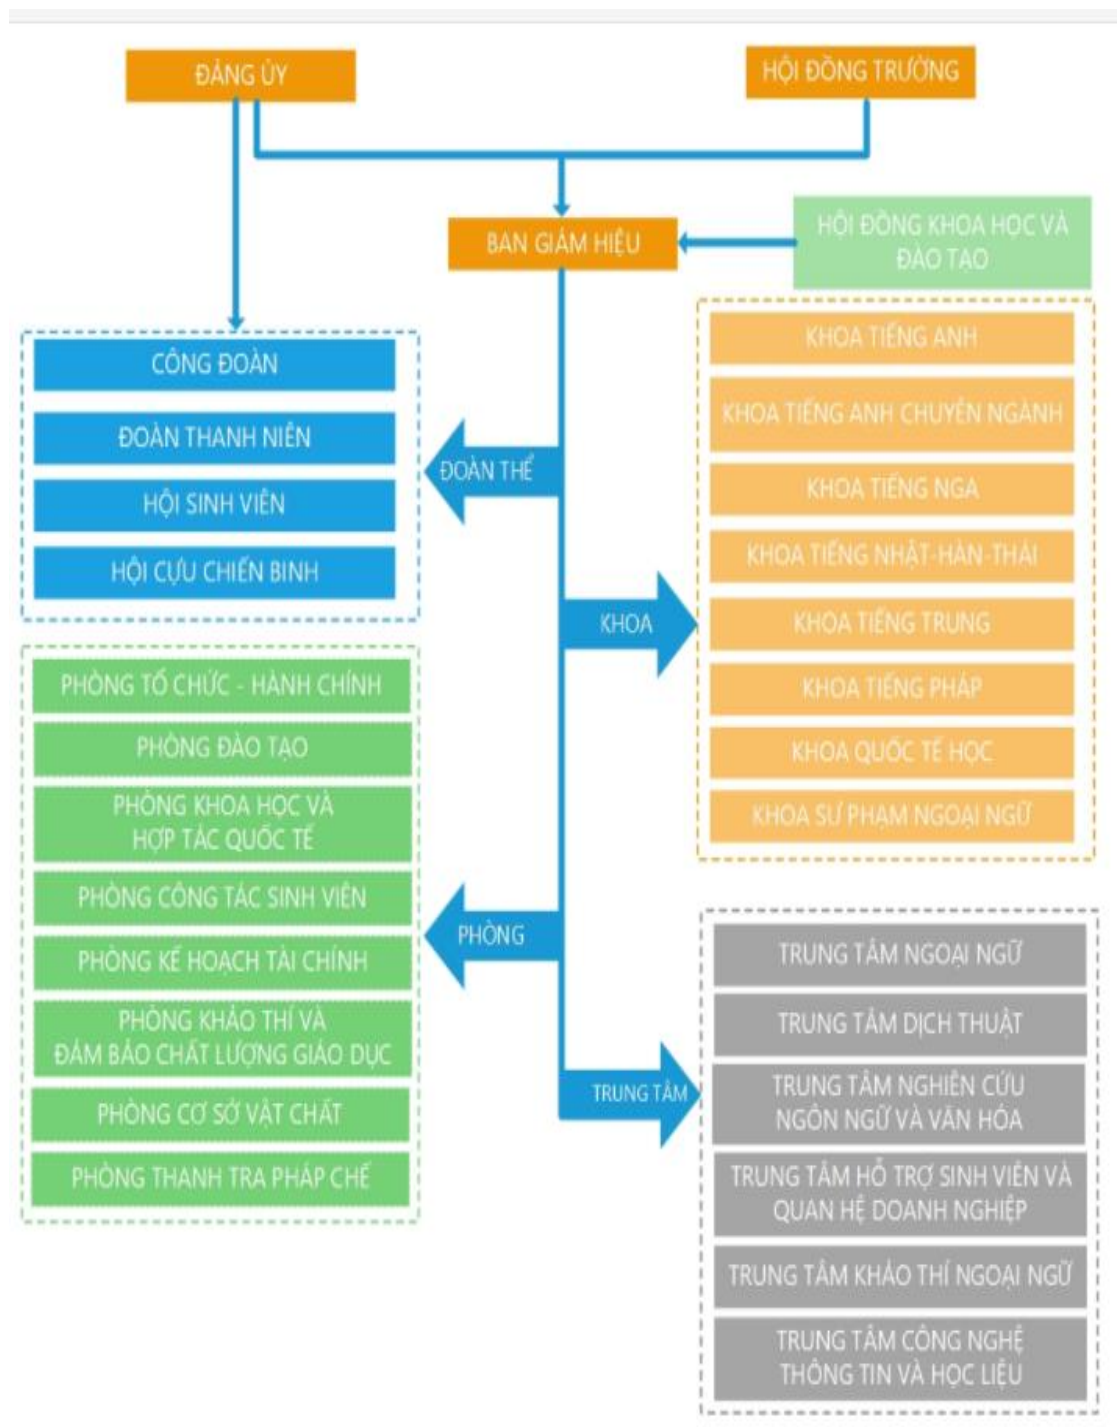 ĐẢNG ỦY
HỘI ĐỒNG TRƯỜNG
BAN GIÁM HIỆU
HỘI ĐỒNG KHOA HỌC VÀ
ĐÀO TẠO
CÔNG ĐOÀN
ĐOÀN THANH NIÊN
HỘI SINH VIÊN
HỘI CỰU CHIẾN BINH
ĐOÀN THỂ
KHOA
KHOA TIẾNG ANH
KHOA TIẾNG ANH CHUYÊN NGÀNH
KHOA TIẾNG NGA
KHOA TIẾNG NHẬT-HÀN-THÁI
KHOA TIẾNG TRUNG
KHOA TIẾNG PHÁP
KHOA QUỐC TẾ HỌC
KHOA SƯ PHẠM NGOẠI NGỮ
PHÒNG TỔ CHỨC - HÀNH CHÍNH
PHÒNG ĐÀO TẠO
PHÒNG KHOA HỌC VÀ
HỢP TÁC QUỐC TẾ
PHÒNG CÔNG TÁC SINH VIÊN
PHÒNG KẾ HOẠCH TÀI CHÍNH
PHÒNG KHẢO THÍ VÀ
ĐẢM BẢO CHẤT LƯỢNG GIÁO DỤC
PHÒNG CƠ SỞ VẬT CHẤT
PHÒNG THANH TRA PHÁP CHẾ
PHÒNG
TRUNG TÂM
TRUNG TÂM NGOẠI NGỮ
TRUNG TÂM DỊCH THUẬT
TRUNG TÂM NGHIÊN CỨU
NGÔN NGỮ VÀ VĂN HÓA
TRUNG TÂM HỖ TRỢ SINH VIÊN VÀ
QUAN HỆ DOANH NGHIỆP
TRUNG TÂM KHẢO THÍ NGOẠI NGỮ
TRUNG TÂM CÔNG NGHỆ
THÔNG TIN VÀ HỌC LIỆU